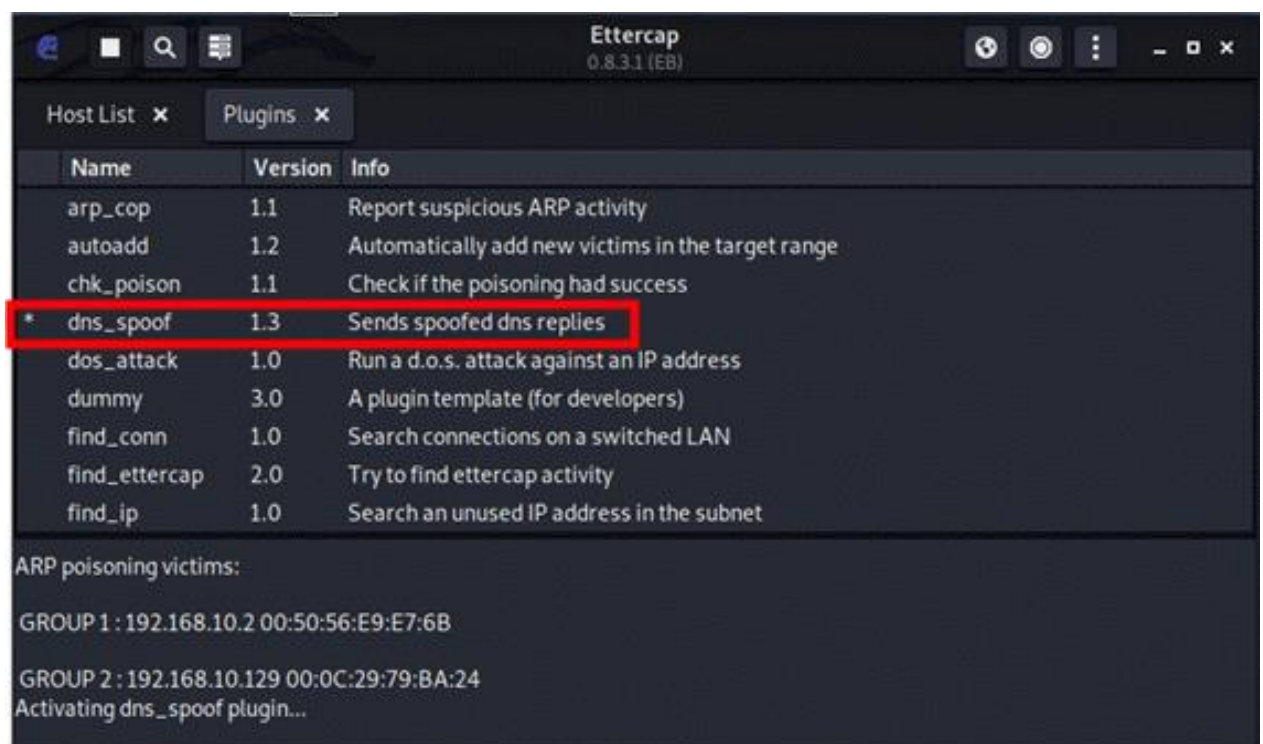 Ettercap
0.8.3.1 (EB)
Host List × Plugins ×
Name Version Info
arp_cop 1.1 Report suspicious ARP activity
autoadd 1.2 Automatically add new victims in the target range
chk_poison 1.1 Check if the poisoning had success
* dns_spoof 1.3 Sends spoofed dns replies
dos_attack 1.0 Run a d.o.s. attack against an IP address
dummy 3.0 A plugin template (for developers)
find_conn 1.0 Search connections on a switched LAN
find_ettercap 2.0 Try to find ettercap activity
find_ip 1.0 Search an unused IP address in the subnet
ARP poisoning victims:
GROUP 1 : 192.168.10.2 00:50:56:E9:E7:6B
GROUP 2 : 192.168.10.129 00:0C:29:79:BA:24
Activating dns_spoof plugin...